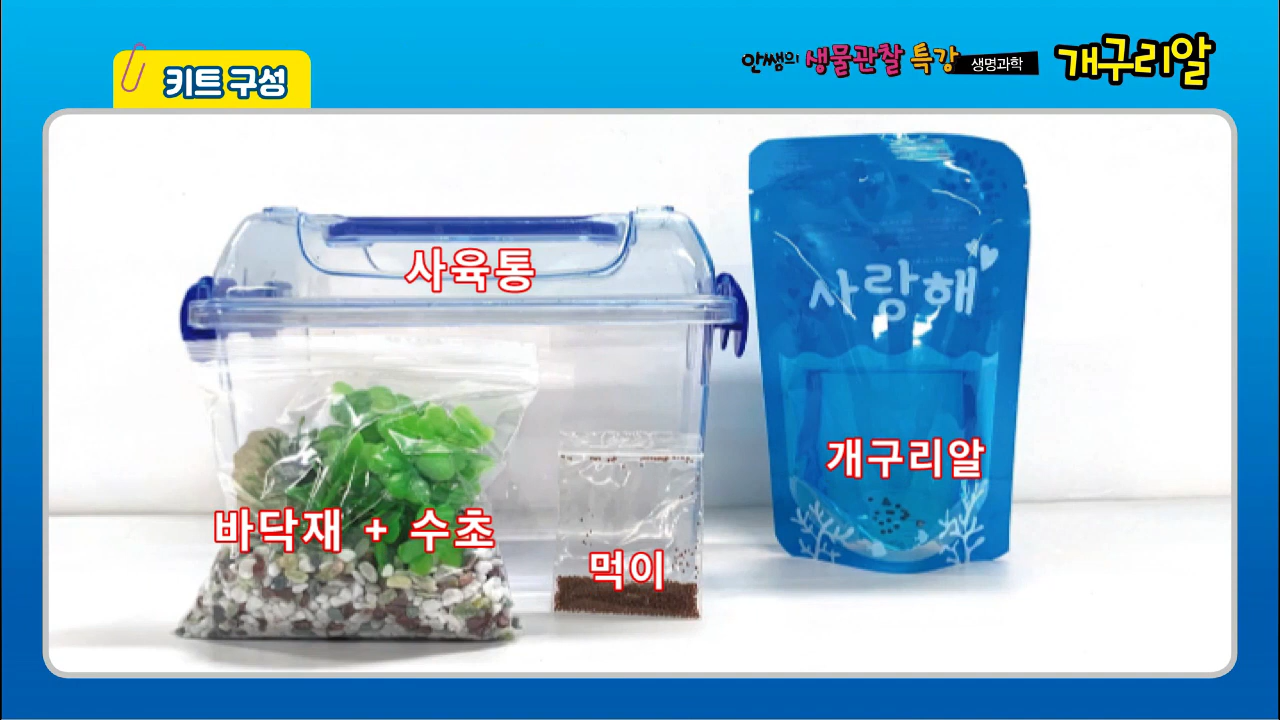 키트 구성
안쌤의 생물관찰 특강 생명과학 개구리알
사육통
사랑해
개구리알
바닥재 + 수초
먹이